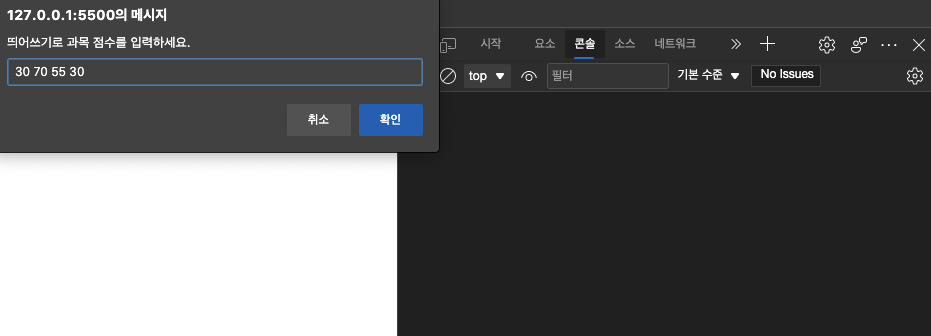 127.0.0.1:5500의 메시지
띄어쓰기로 과목 점수를 입력하세요.
30 70 55 30
취소 확인
시작 요소 콘솔 소스 네트워크
top 필터 기본 수준 No Issues